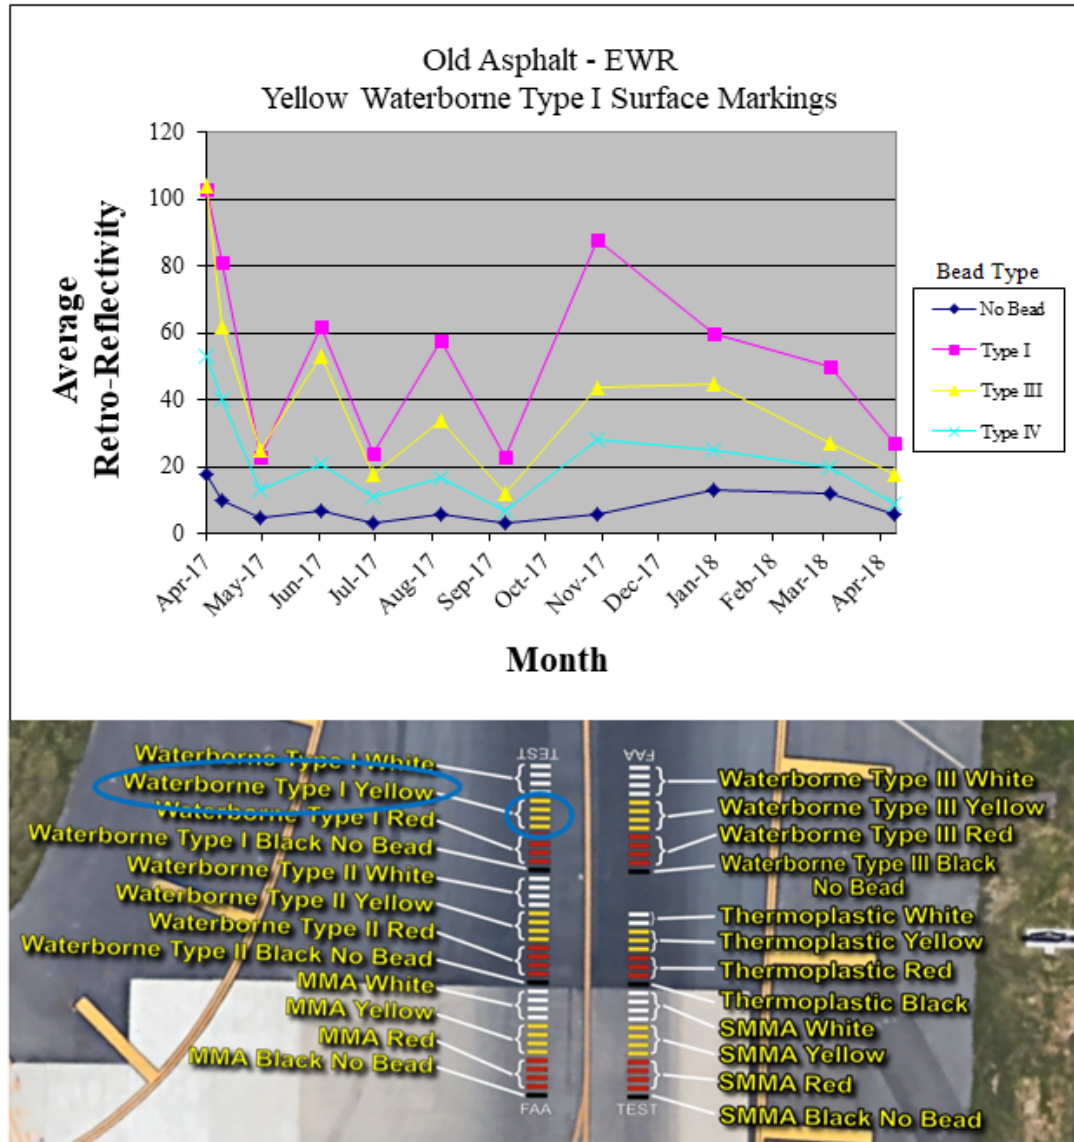 Old Asphalt - EWR
Yellow Waterborne Type I Surface Markings
120
100
80
60
40
20
0
Average
Retro-Reflectivity
Apr-17
May-17
Jun-17
Jul-17
Aug-17
Sep-17
Oct-17
Nov-17
Dec-17
Jan-18
Feb-18
Mar-18
Apr-18
Month
Bead Type
No Bead
Type I
Type III
Type IV
TEST
FAA
Waterborne Type I White
Waterborne Type I Yellow
Waterborne Type I Red
Waterborne Type I Black No Bead
Waterborne Type II White
Waterborne Type II Yellow
Waterborne Type II Red
Waterborne Type II Black No Bead
MMA White
MMA Yellow
MMA Red
MMA Black No Bead
Waterborne Type III White
Waterborne Type III Yellow
Waterborne Type III Red
Waterborne Type III Black
No Bead
Thermoplastic White
Thermoplastic Yellow
Thermoplastic Red
Thermoplastic Black
SMMA White
SMMA Yellow
SMMA Red
SMMA Black No Bead
FAA
TEST